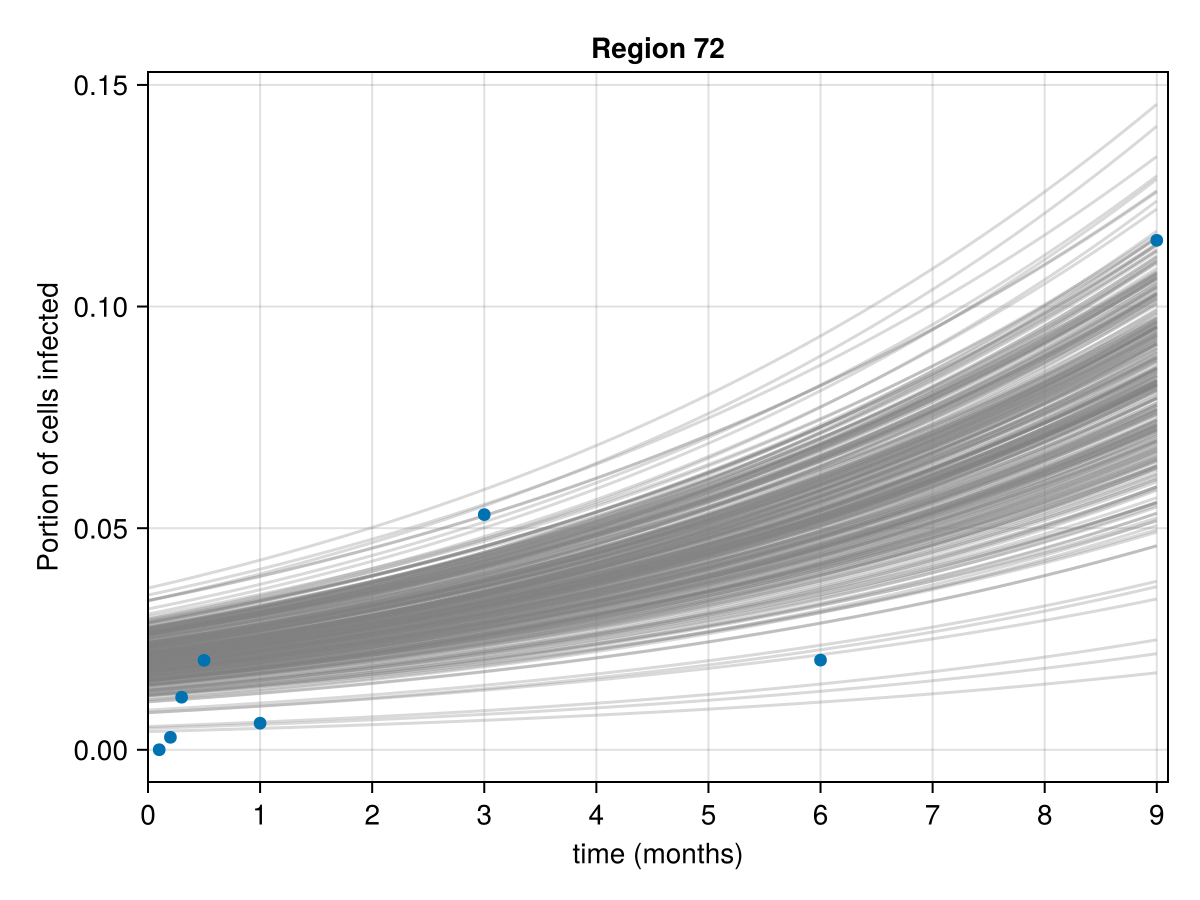 Region 72
0.15
0.10
0.05
0.00
Portion of cells infected
0 1 2 3 4 5 6 7 8 9
time (months)